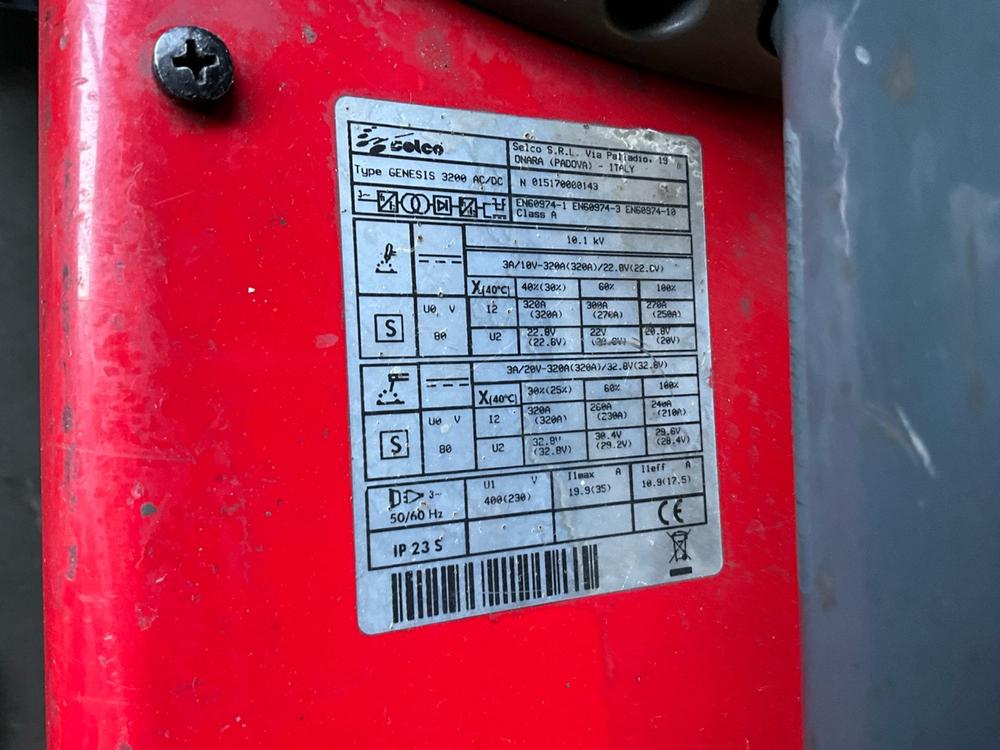 selco
Selco S.R.L. Via Palladio, 19
ONARA (PADOVA) - ITALY
Type GENESIS 3200 AC/DC
N 015170000143
3~
EN60974-1 EN60974-3 EN60974-10
Class A
10.1 kV
3A/10V-320A(320A)/22.8V(22.8V)
X(40°C) 40%(30%) 60% 100%
U0 V
80
I2 320A (320A) 300A (270A) 270A (250A)
S
U2 22.8V (22.8V) 22V 20.8V (20V)
3A/20V-320A(320A)/32.8V(32.8V)
X(40°C) 30%(25%) 60% 100%
U0 V
80
I2 320A (320A) 260A (230A) 240A (210A)
S
U2 32.8V (32.8V) 30.4V (29.2V) 29.6V (28.4V)
3~
50/60 Hz
U1 V
400(230)
I1max A
19.9(35)
I1eff A
10.9(17.5)
IP 23 S
CE